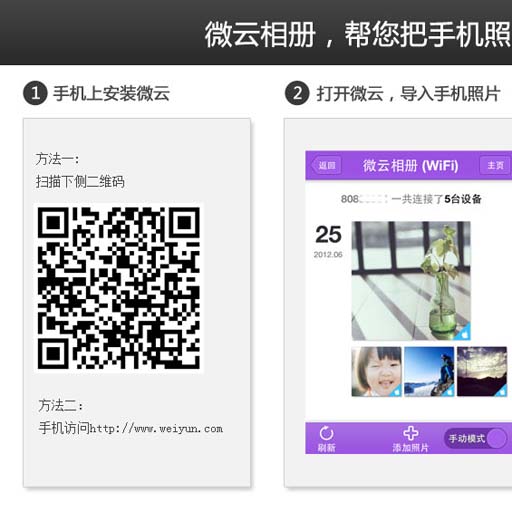 微云相册，帮您把手机照
1 手机上安装微云
方法一：
扫描下侧二维码
方法二：
手机访问http://www.weiyun.com
2 打开微云，导入手机照片
返回 微云相册 (WiFi) 主页
808 一共连接了5台设备
25
2012.06
刷新 添加照片 手动模式